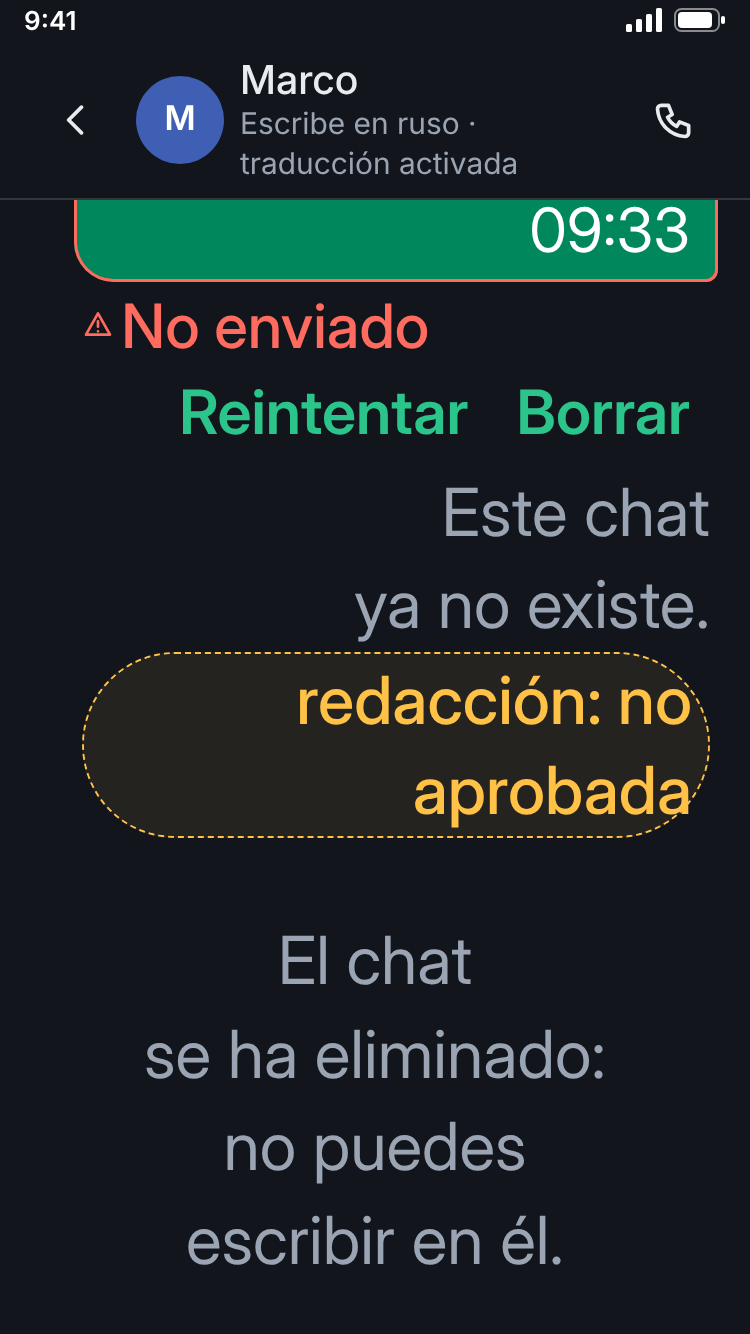 9:41
M
Marco
Escribe en ruso ·
traducción activada
09:33
No enviado
Reintentar Borrar
Este chat
ya no existe.
redacción: no
aprobada
El chat
se ha eliminado:
no puedes
escribir en él.